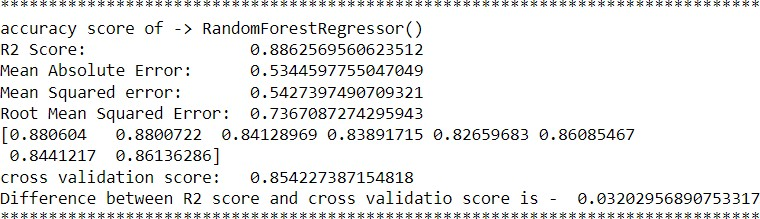 ********************************************************************************
accuracy score of -> RandomForestRegressor()
R2 Score:                 0.8862569560623512
Mean Absolute Error:      0.5344597755047049
Mean Squared error:       0.5427397490709321
Root Mean Squared Error:  0.7367087274295943
[0.880604   0.8800722  0.84128969 0.83891715 0.82659683 0.86085467
 0.8441217  0.86136286]
cross validation score:   0.854227387154818
Difference between R2 score and cross validatio score is -  0.03202956890753317
********************************************************************************